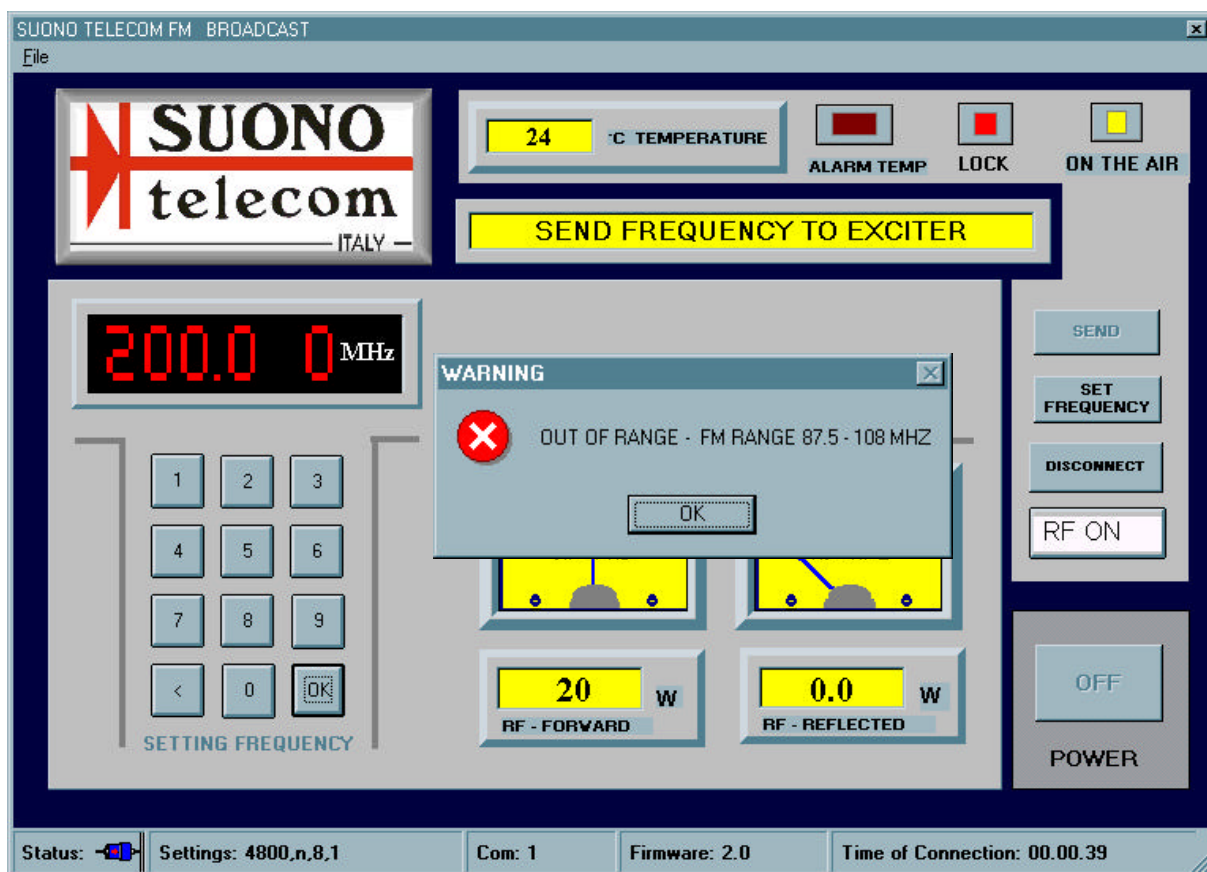 SUONO TELECOM FM BROADCAST
File
SUONO
telecom
ITALY
24 °C TEMPERATURE
ALARM TEMP
LOCK
ON THE AIR
SEND FREQUENCY TO EXCITER
200.0 0 MHz
WARNING
OUT OF RANGE - FM RANGE 87.5 - 108 MHZ
OK
SEND
SET
FREQUENCY
DISCONNECT
RF ON
1 2 3
4 5 6
7 8 9
< 0 OK
SETTING FREQUENCY
20 W
RF - FORWARD
0.0 W
RF - REFLECTED
OFF
POWER
Status: Settings: 4800,n,8,1 Com: 1 Firmware: 2.0 Time of Connection: 00.00.39